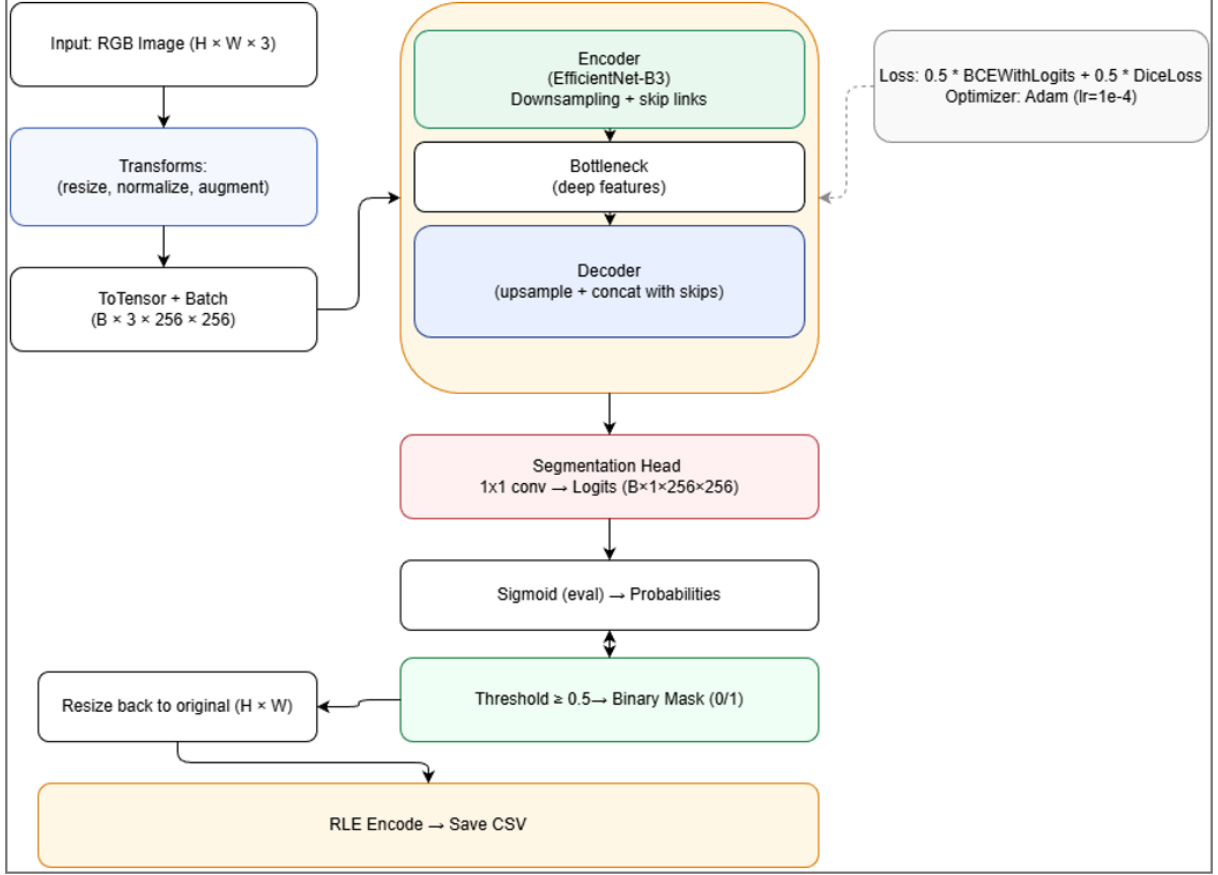 Input: RGB Image (H × W × 3)
Transforms:
(resize, normalize, augment)
ToTensor + Batch
(B × 3 × 256 × 256)
Encoder
(EfficientNet-B3)
Downsampling + skip links
Bottleneck
(deep features)
Decoder
(upsample + concat with skips)
Loss: 0.5 * BCEWithLogits + 0.5 * DiceLoss
Optimizer: Adam (lr=1e-4)
Segmentation Head
1x1 conv → Logits (B×1×256×256)
Sigmoid (eval) → Probabilities
Threshold ≥ 0.5→ Binary Mask (0/1)
Resize back to original (H × W)
RLE Encode → Save CSV